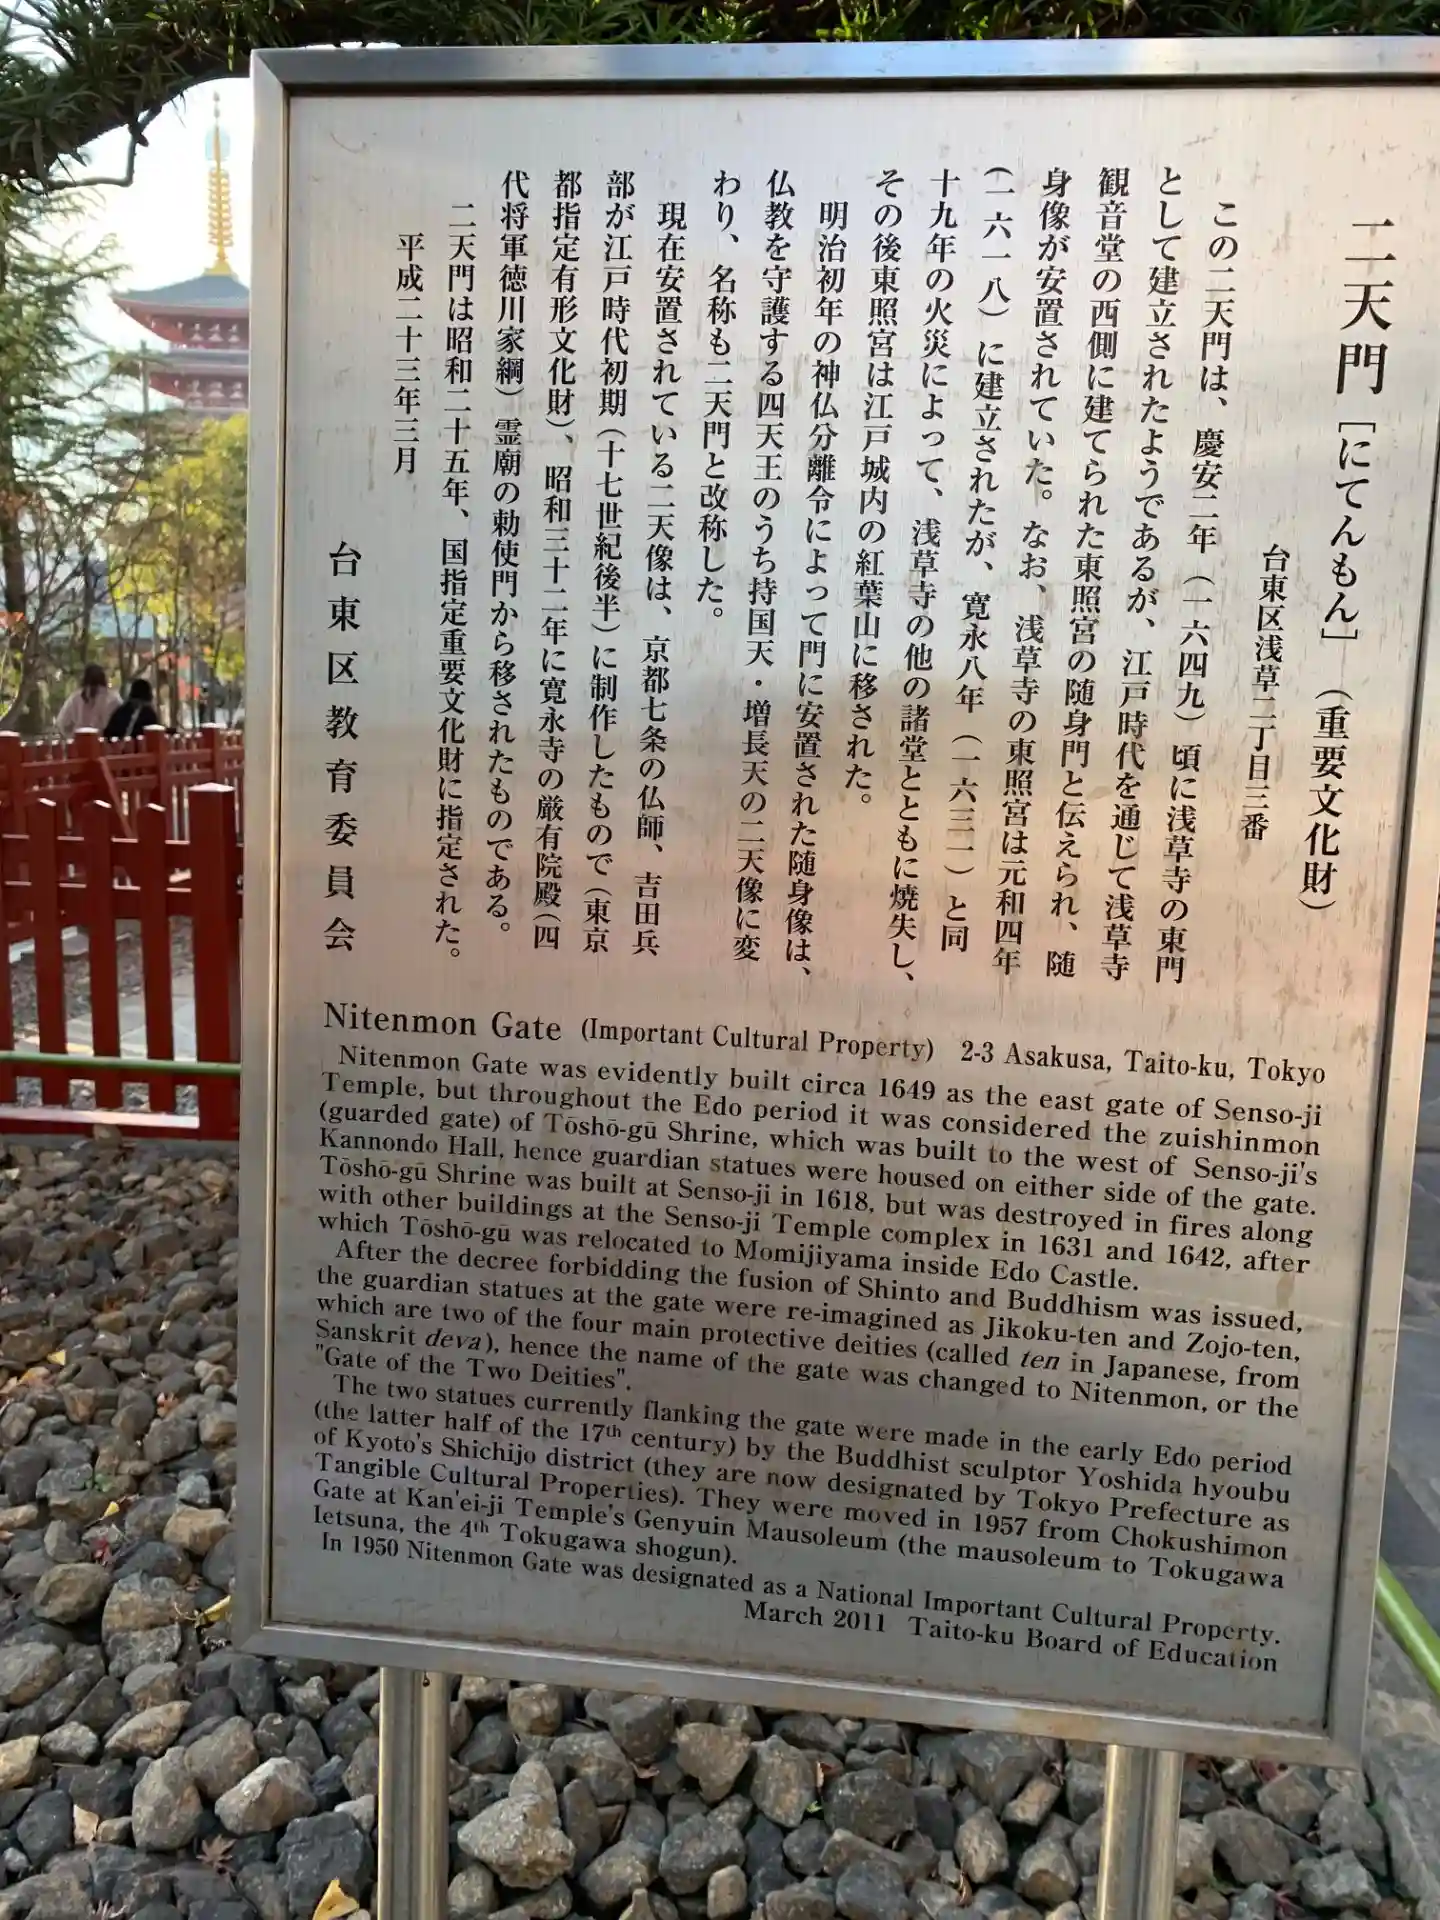 二天門［にてんもん］（重要文化財）
台東区浅草二丁目三番
この二天門は、慶安二年（一六四九）頃に浅草寺の東門
として建立されたようであるが、江戸時代を通じて浅草寺
観音堂の西側に建てられた東照宮の随身門と伝えられ、随
身像が安置されていた。なお、浅草寺の東照宮は元和四年
（一六一八）に建立されたが、寛永八年（一六三一）と同
十九年の火災によって、浅草寺の他の諸堂とともに焼失し、
その後東照宮は江戸城内の紅葉山に移された。
明治初年の神仏分離令によって門に安置された随身像は、
仏教を守護する四天王のうち持国天・増長天の二天像に変
わり、名称も二天門と改称した。
現在安置されている二天像は、京都七条の仏師、吉田兵
部が江戸時代初期（十七世紀後半）に制作したもので（東京
都指定有形文化財）、昭和三十二年に寛永寺の厳有院殿（四
代将軍徳川家綱）霊廟の勅使門から移されたものである。
二天門は昭和二十五年、国指定重要文化財に指定された。
平成二十三年三月
台東区教育委員会
Nitenmon Gate (Important Cultural Property) 2-3 Asakusa, Taito-ku, Tokyo
Nitenmon Gate was evidently built circa 1649 as the east gate of Senso-ji
Temple, but throughout the Edo period it was considered the zuishinmon
(guarded gate) of Tōshō-gū Shrine, which was built to the west of Senso-ji's
Kannondo Hall, hence guardian statues were housed on either side of the gate.
Tōshō-gū Shrine was built at Senso-ji in 1618, but was destroyed in fires along
with other buildings at the Senso-ji Temple complex in 1631 and 1642, after
which Tōshō-gū was relocated to Momijiyama inside Edo Castle.
After the decree forbidding the fusion of Shinto and Buddhism was issued,
the guardian statues at the gate were re-imagined as Jikoku-ten and Zojo-ten,
which are two of the four main protective deities (called ten in Japanese, from
Sanskrit deva), hence the name of the gate was changed to Nitenmon, or the
"Gate of the Two Deities".
The two statues currently flanking the gate were made in the early Edo period
(the latter half of the 17th century) by the Buddhist sculptor Yoshida hyoubu
of Kyoto's Shichijo district (they are now designated by Tokyo Prefecture as
Tangible Cultural Properties). They were moved in 1957 from Chokushimon
Gate at Kan'ei-ji Temple's Genyuin Mausoleum (the mausoleum to Tokugawa
Ietsuna, the 4th Tokugawa shogun).
In 1950 Nitenmon Gate was designated as a National Important Cultural Property.
March 2011 Taito-ku Board of Education